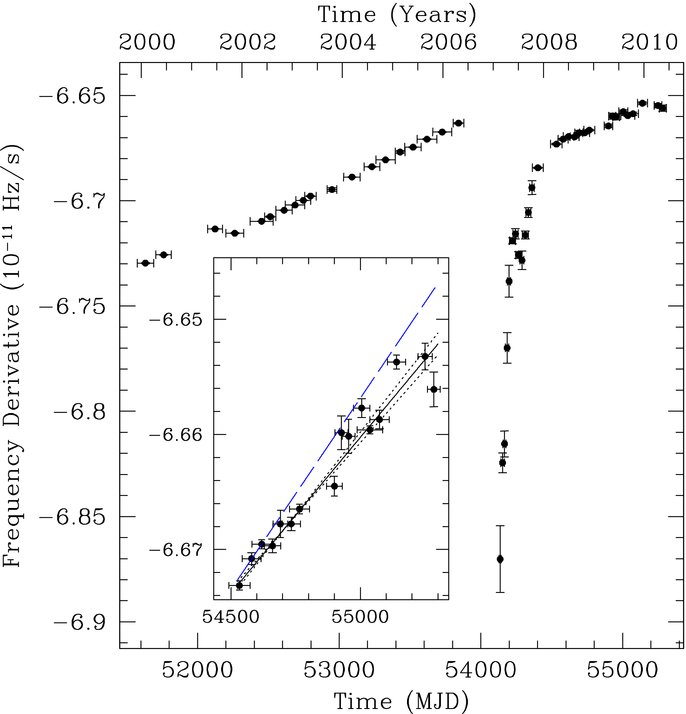 Time (Years)
2000 2002 2004 2006 2008 2010
Frequency Derivative (10⁻¹¹ Hz/s)
−6.65
−6.7
−6.75
−6.8
−6.85
−6.9
−6.65
−6.66
−6.67
54500 55000
52000 53000 54000 55000
Time (MJD)